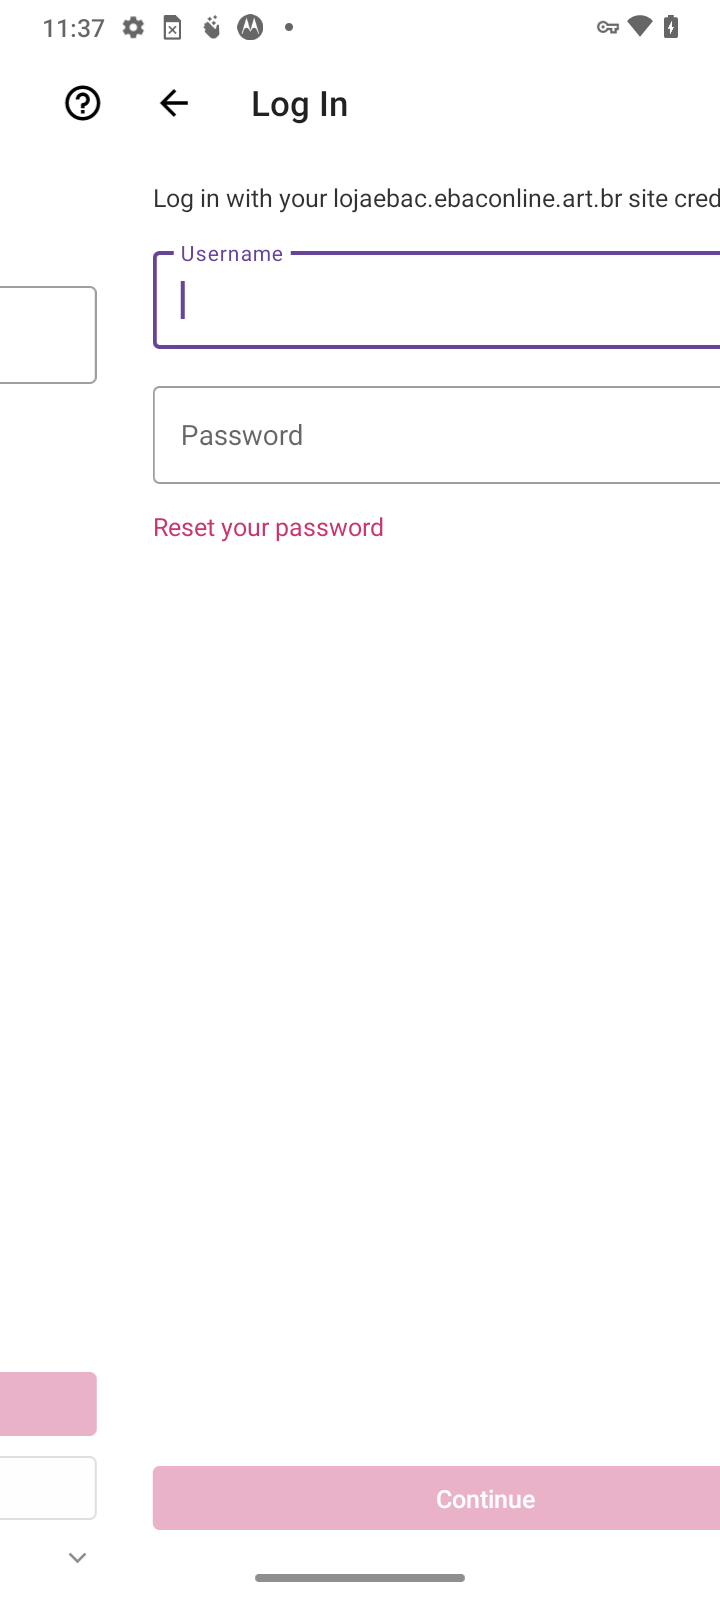 11:37
Log In
Log in with your lojaebac.ebaconline.art.br site cred
Username
Password
Reset your password
Continue